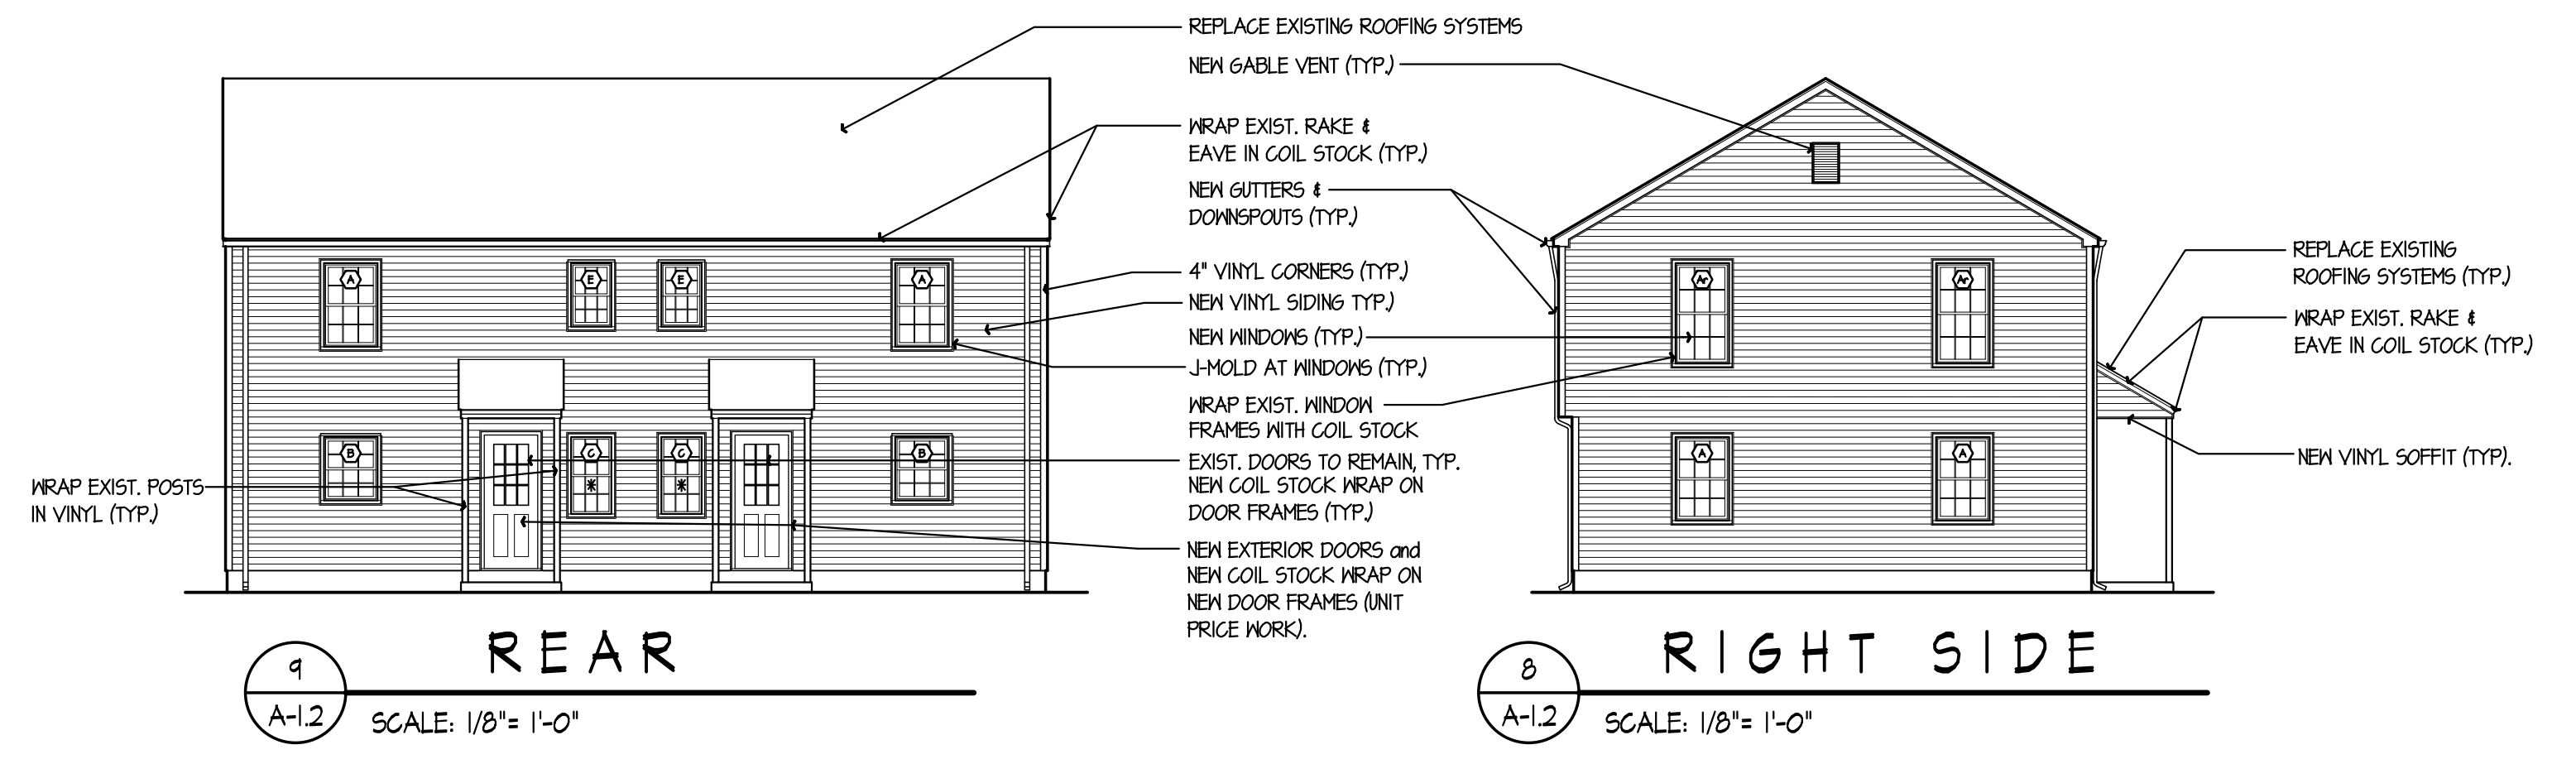 REPLACE EXISTING ROOFING SYSTEMS
NEW GABLE VENT (TYP.)
WRAP EXIST. RAKE &
EAVE IN COIL STOCK (TYP.)
NEW GUTTERS &
DOWNSPOUTS (TYP.)
4" VINYL CORNERS (TYP.)
NEW VINYL SIDING TYP.)
NEW WINDOWS (TYP.)
J-MOLD AT WINDOWS (TYP.)
WRAP EXIST. WINDOW
FRAMES WITH COIL STOCK
EXIST. DOORS TO REMAIN, TYP.
NEW COIL STOCK WRAP ON
DOOR FRAMES (TYP.)
NEW EXTERIOR DOORS and
NEW COIL STOCK WRAP ON
NEW DOOR FRAMES (UNIT
PRICE WORK).
A E E A
B C C B
* *
WRAP EXIST. POSTS
IN VINYL (TYP.)
Ar Ar
A A
REPLACE EXISTING
ROOFING SYSTEMS (TYP.)
WRAP EXIST. RAKE &
EAVE IN COIL STOCK (TYP.)
NEW VINYL SOFFIT (TYP).
REAR
9
A-1.2
SCALE: 1/8"= 1'-0"
RIGHT SIDE
8
A-1.2
SCALE: 1/8"= 1'-0"